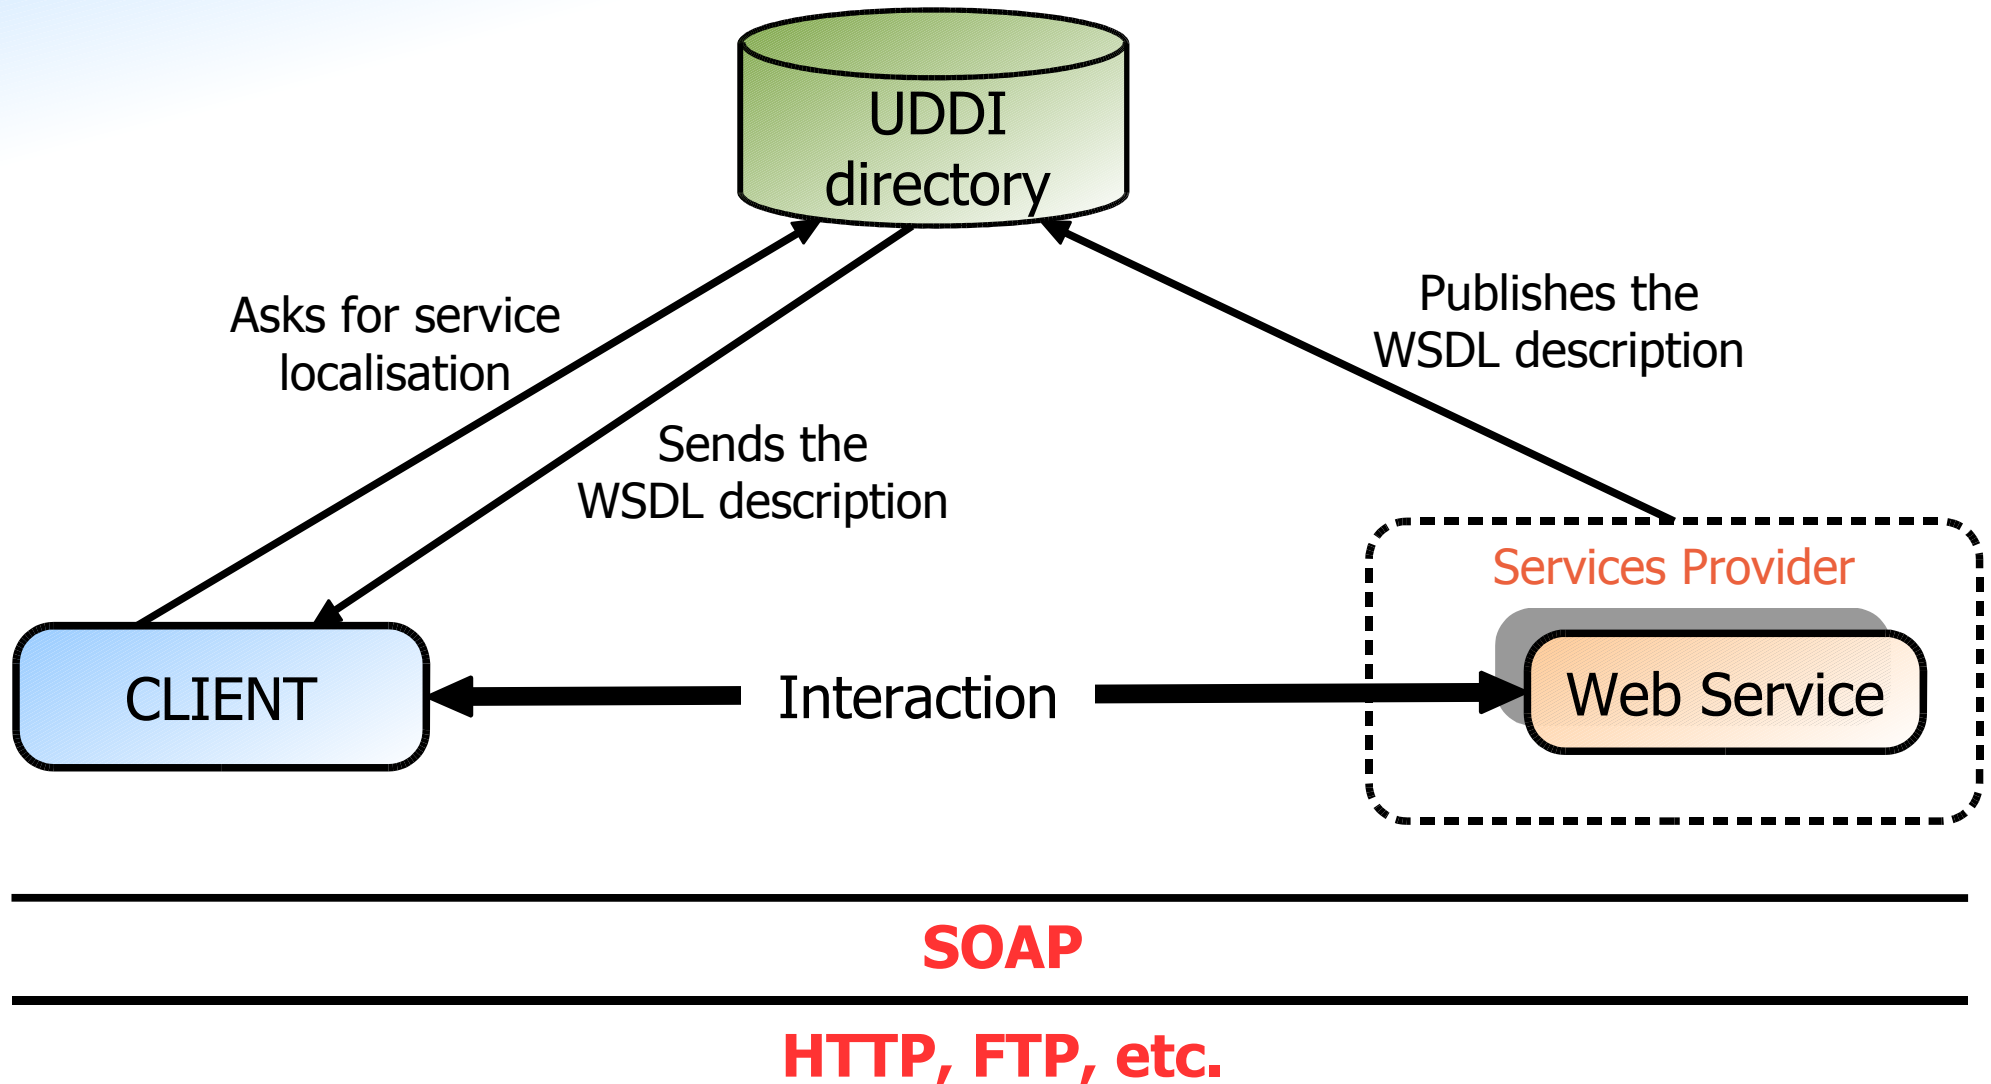 UDDI
directory
Asks for service
localisation
Publishes the
WSDL description
Sends the
WSDL description
Services Provider
CLIENT
Interaction
Web Service
SOAP
HTTP, FTP, etc.